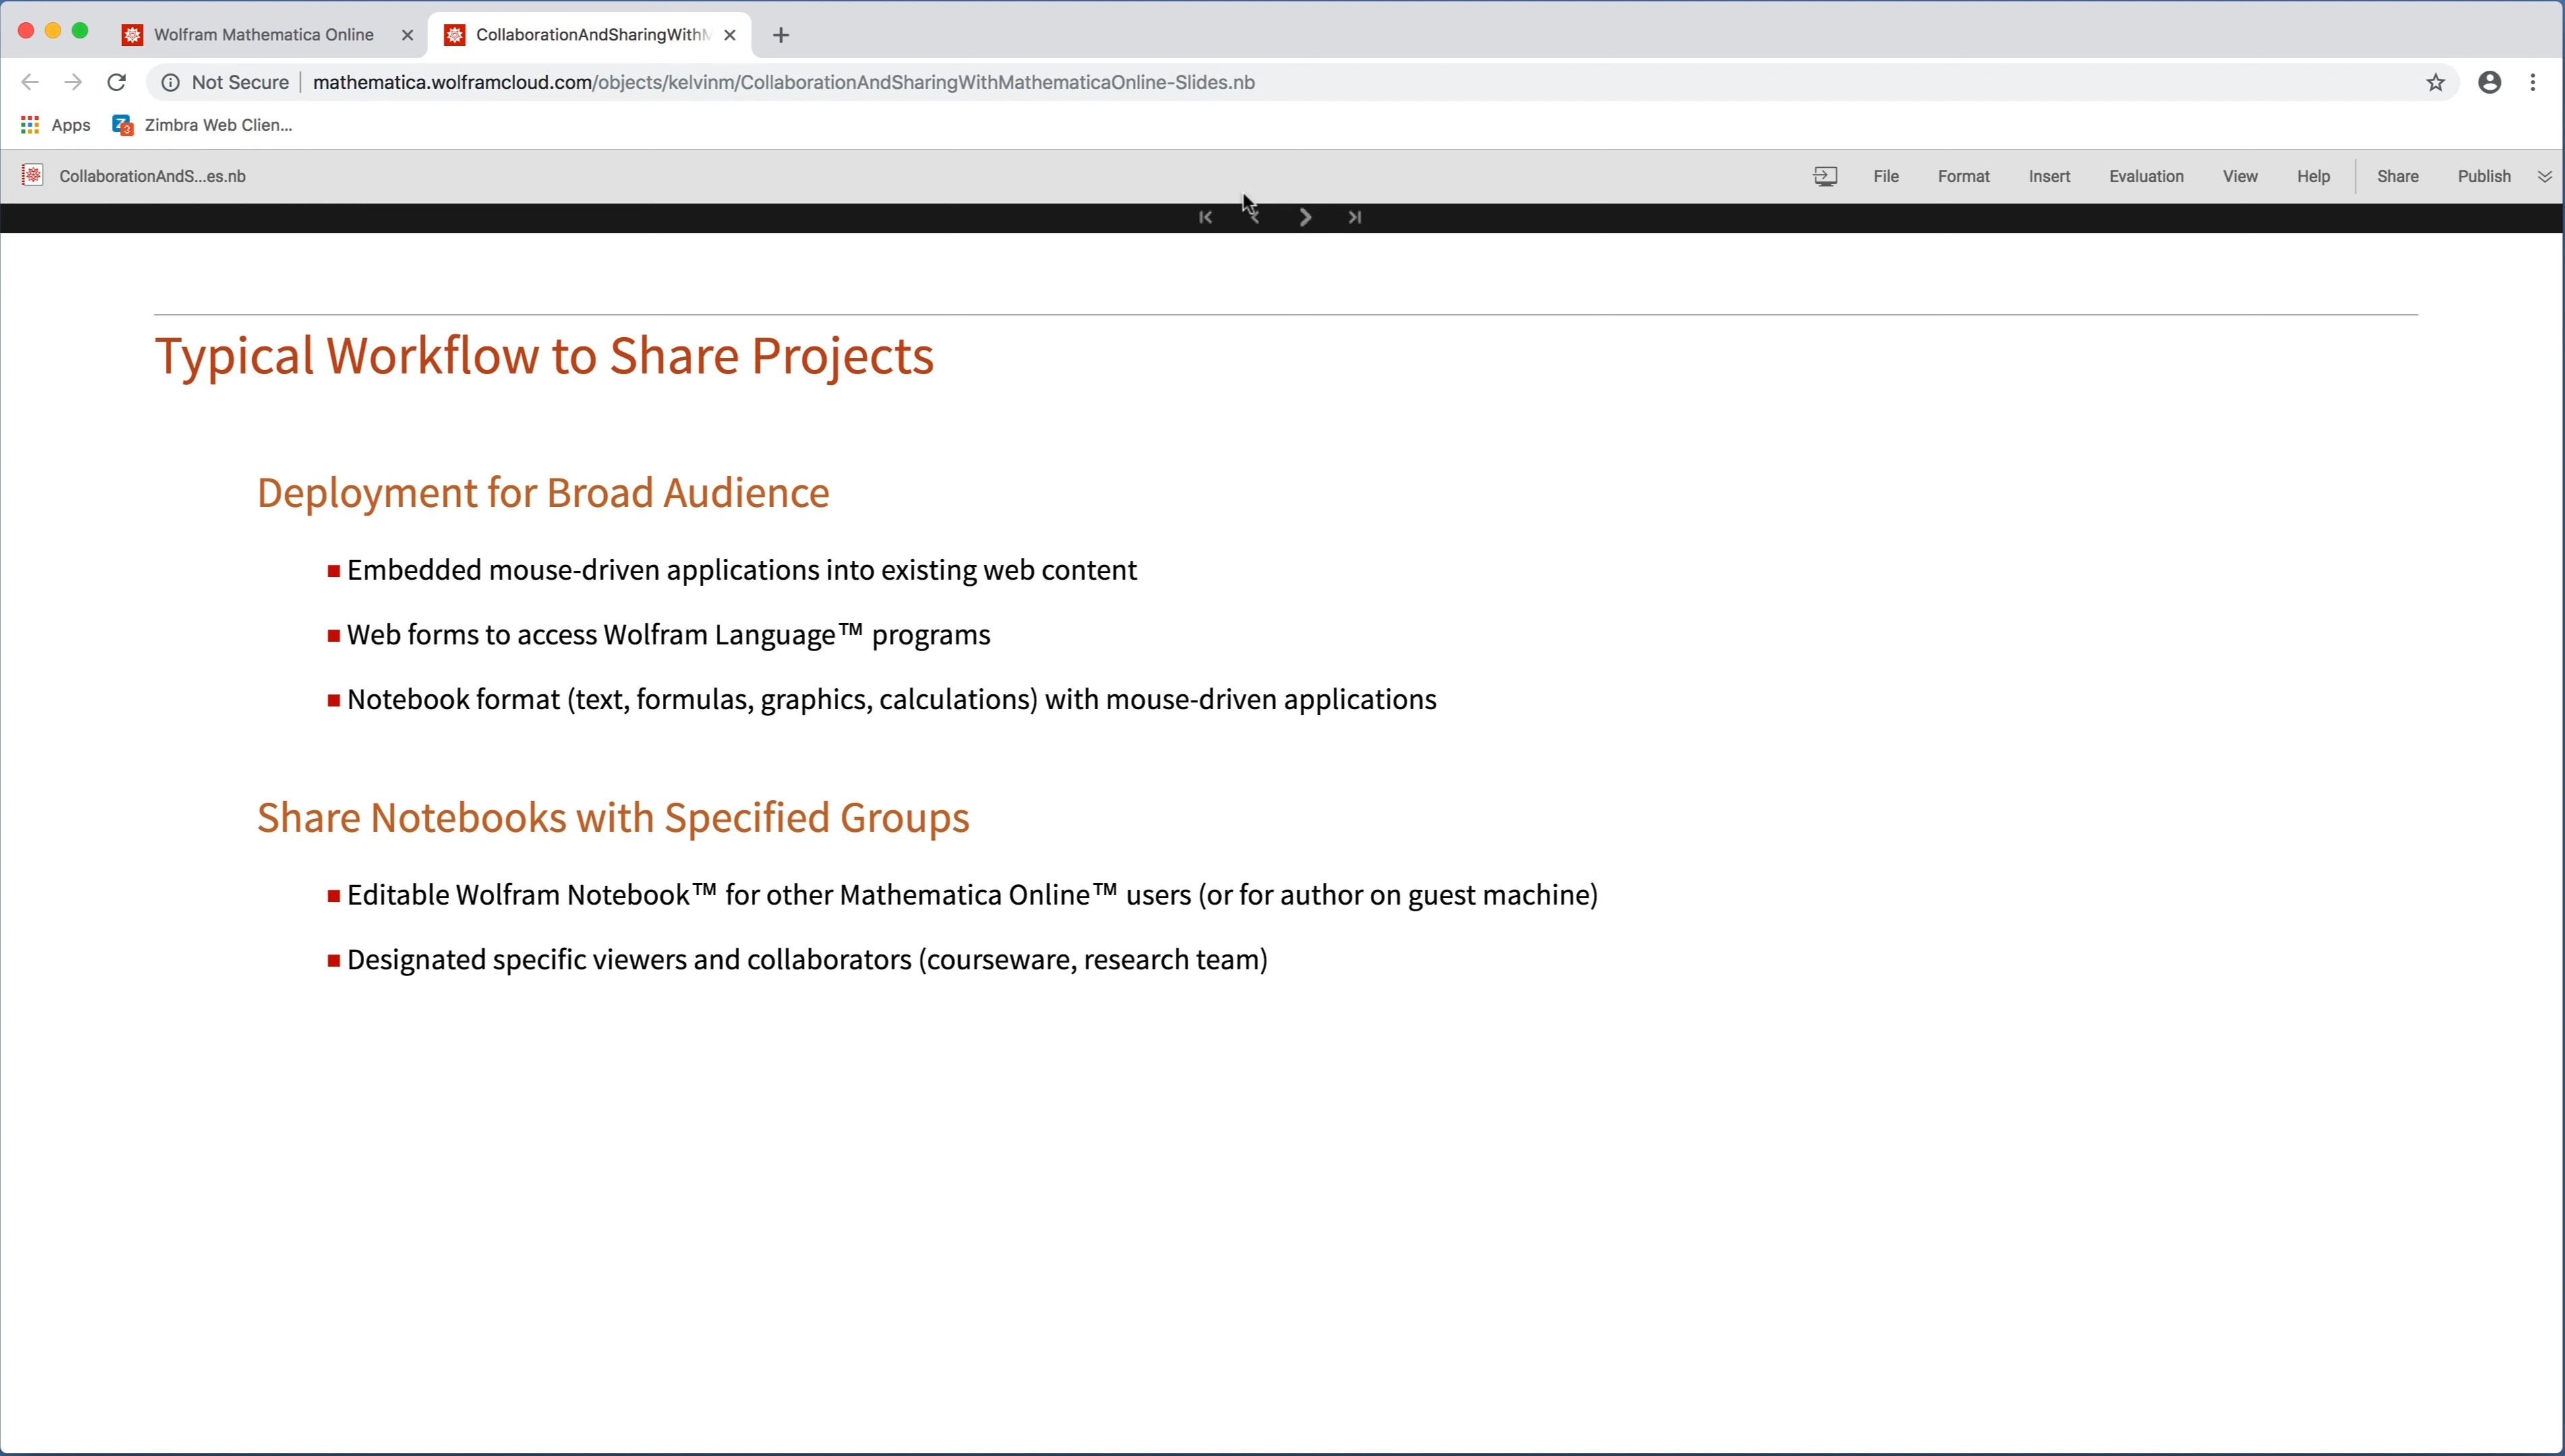 Wolfram Mathematica Online
CollaborationAndSharingWithM
Not Secure
mathematica.wolframcloud.com/objects/kelvinm/CollaborationAndSharingWithMathematicaOnline-Slides.nb
Apps
Zimbra Web Clien...
CollaborationAndS...es.nb
File
Format
Insert
Evaluation
View
Help
Share
Publish
Typical Workflow to Share Projects
Deployment for Broad Audience
Embedded mouse-driven applications into existing web content
Web forms to access Wolfram Language™ programs
Notebook format (text, formulas, graphics, calculations) with mouse-driven applications
Share Notebooks with Specified Groups
Editable Wolfram Notebook™ for other Mathematica Online™ users (or for author on guest machine)
Designated specific viewers and collaborators (courseware, research team)